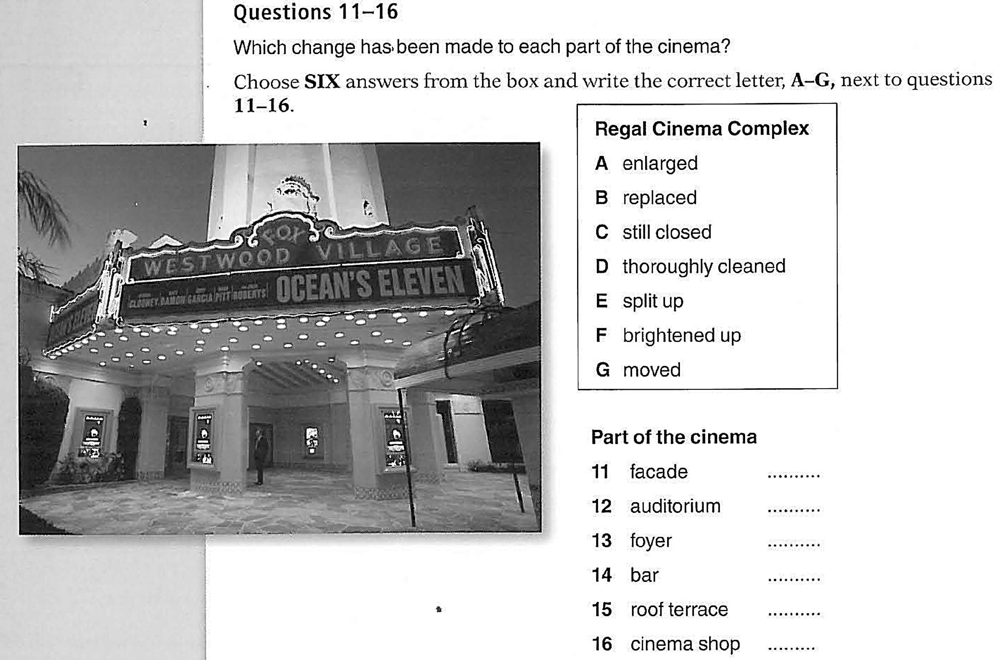 Questions 11–16
Which change has been made to each part of the cinema?
Choose SIX answers from the box and write the correct letter, A–G, next to questions
11–16.
Regal Cinema Complex
A enlarged
B replaced
C still closed
D thoroughly cleaned
E split up
F brightened up
G moved
FOX
WESTWOOD VILLAGE
CLOONEY DAMON GARCIA PITT ROBERTS OCEAN'S ELEVEN
Part of the cinema
11 facade ..........
12 auditorium ..........
13 foyer ..........
14 bar ..........
15 roof terrace ..........
16 cinema shop .........